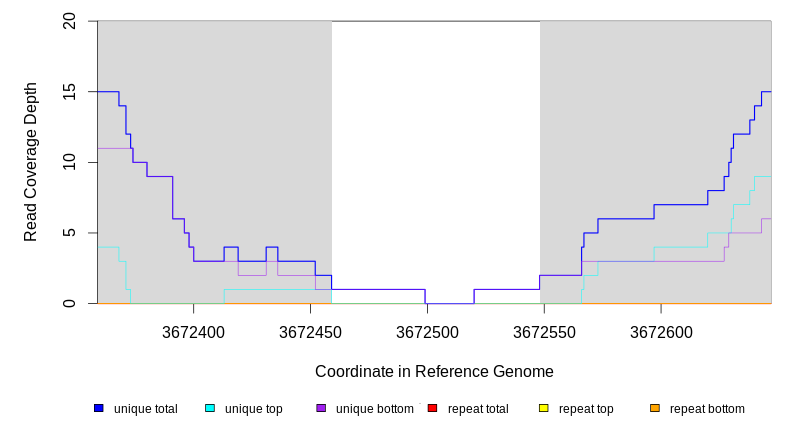 20
15
10
5
0
Read Coverage Depth
3672400 3672450 3672500 3672550 3672600
Coordinate in Reference Genome
unique total unique top unique bottom repeat total repeat top repeat bottom